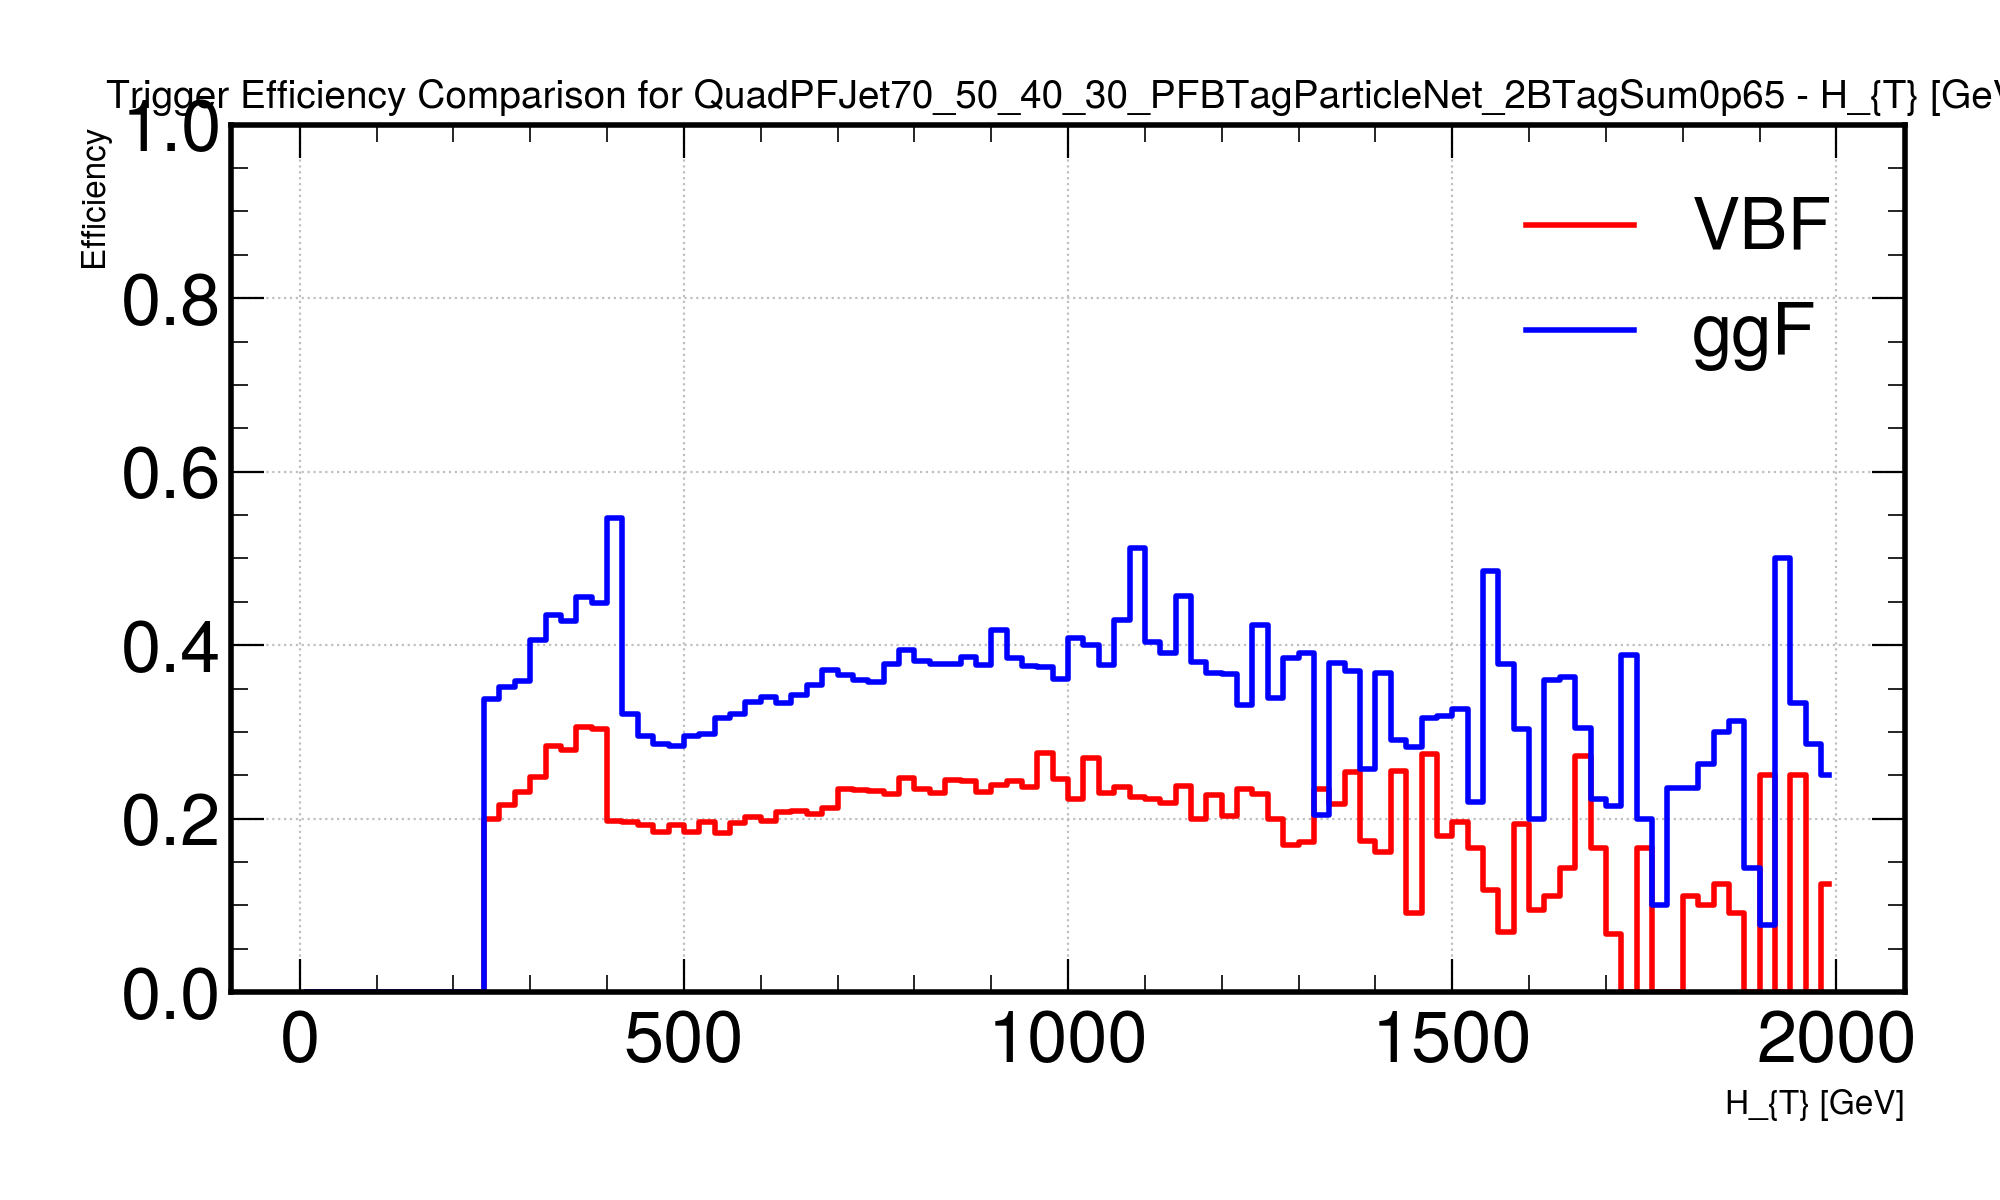 Trigger Efficiency Comparison for QuadPFJet70_50_40_30_PFBTagParticleNet_2BTagSum0p65 - H_{T} [GeV
Efficiency
1.0
0.8
0.6
0.4
0.2
0.0
VBF
ggF
0 500 1000 1500 2000
H_{T} [GeV]